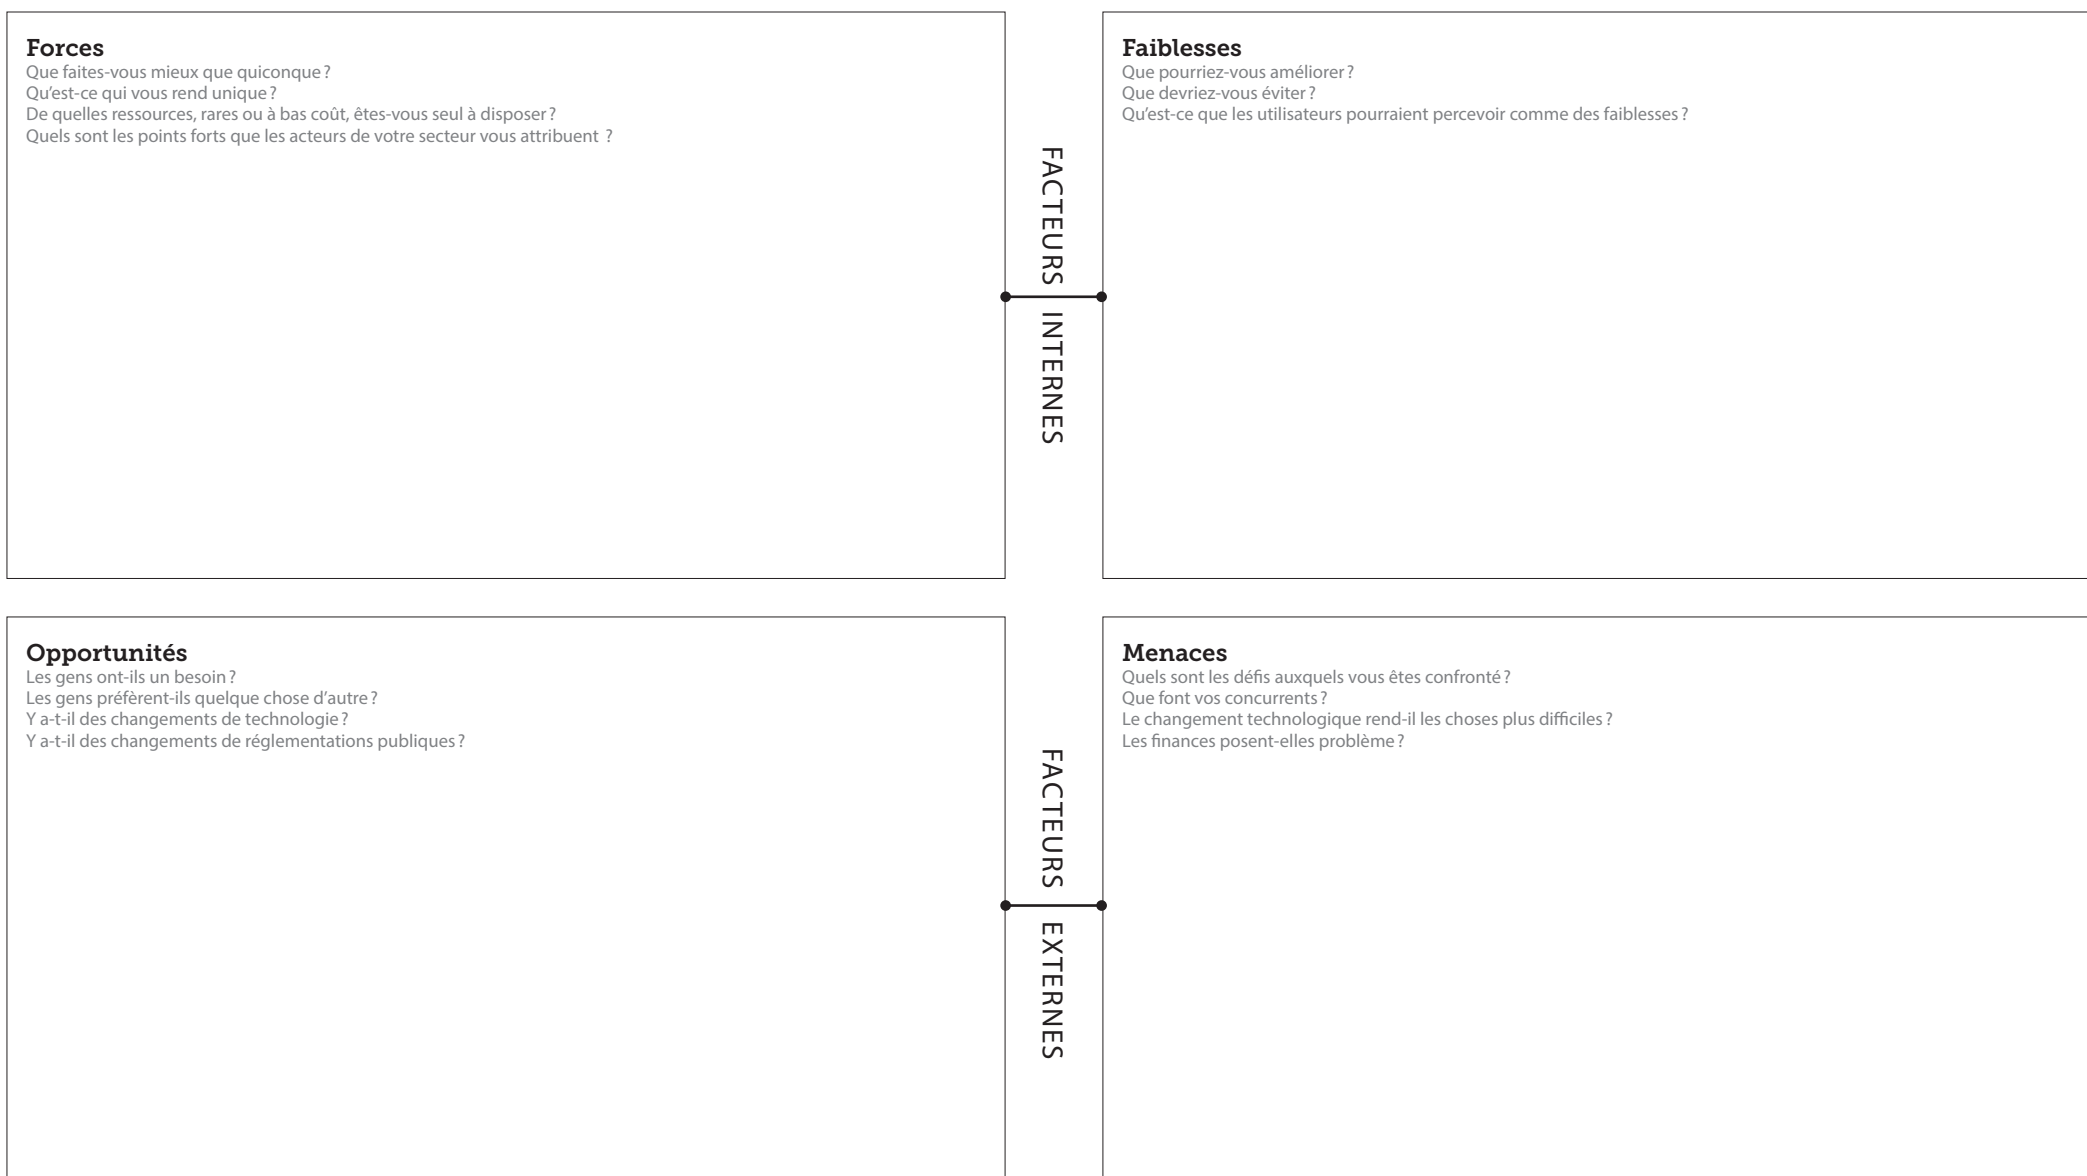 Forces
Que faites-vous mieux que quiconque ?
Qu’est-ce qui vous rend unique ?
De quelles ressources, rares ou à bas coût, êtes-vous seul à disposer ?
Quels sont les points forts que les acteurs de votre secteur vous attribuent ?
FACTEURS INTERNES
Faiblesses
Que pourriez-vous améliorer ?
Que devriez-vous éviter ?
Qu’est-ce que les utilisateurs pourraient percevoir comme des faiblesses ?
Opportunités
Les gens ont-ils un besoin ?
Les gens préfèrent-ils quelque chose d’autre ?
Y a-t-il des changements de technologie ?
Y a-t-il des changements de réglementations publiques ?
FACTEURS EXTERNES
Menaces
Quels sont les défis auxquels vous êtes confronté ?
Que font vos concurrents ?
Le changement technologique rend-il les choses plus difficiles ?
Les finances posent-elles problème ?